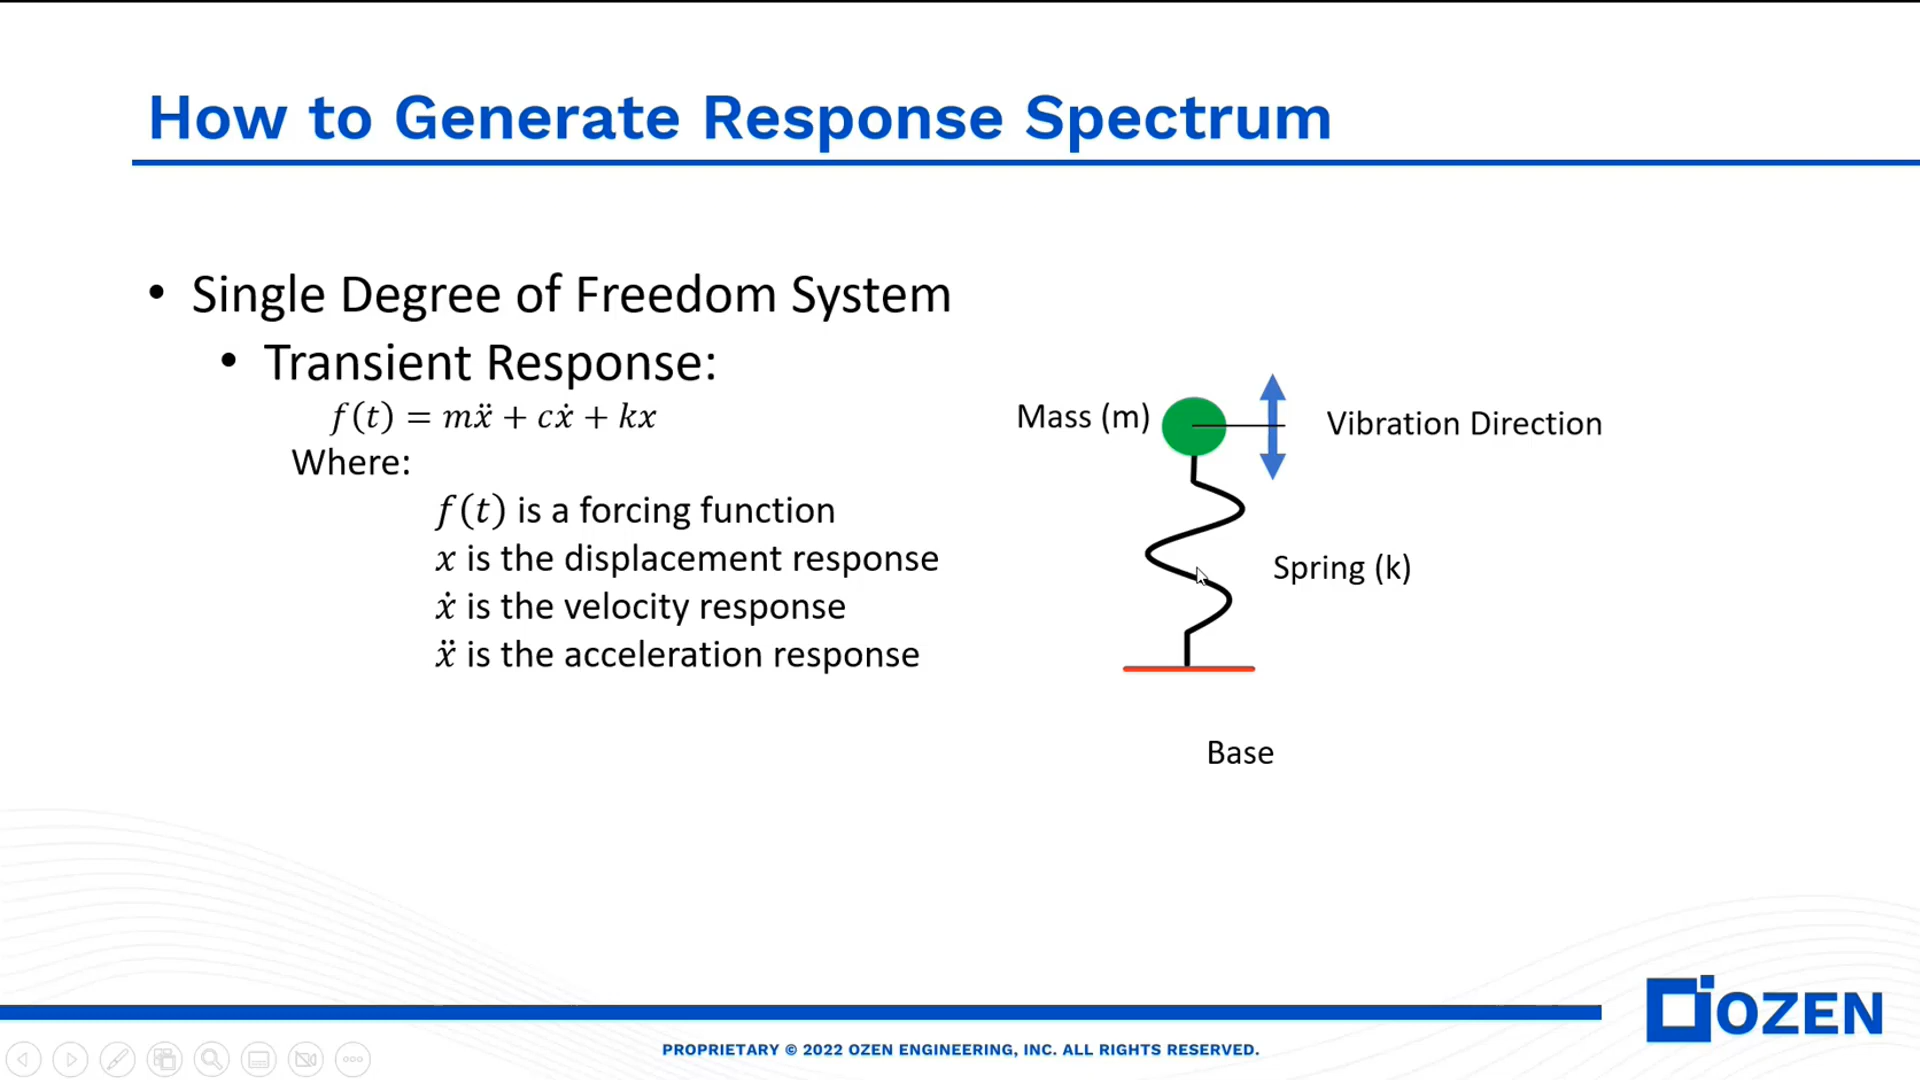 How to Generate Response Spectrum
• Single Degree of Freedom System
• Transient Response:
f(t) = mẍ + cẋ + kx
Where:
f(t) is a forcing function
x is the displacement response
ẋ is the velocity response
ẍ is the acceleration response
Mass (m)
Vibration Direction
Spring (k)
Base
OZEN
PROPRIETARY © 2022 OZEN ENGINEERING, INC. ALL RIGHTS RESERVED.